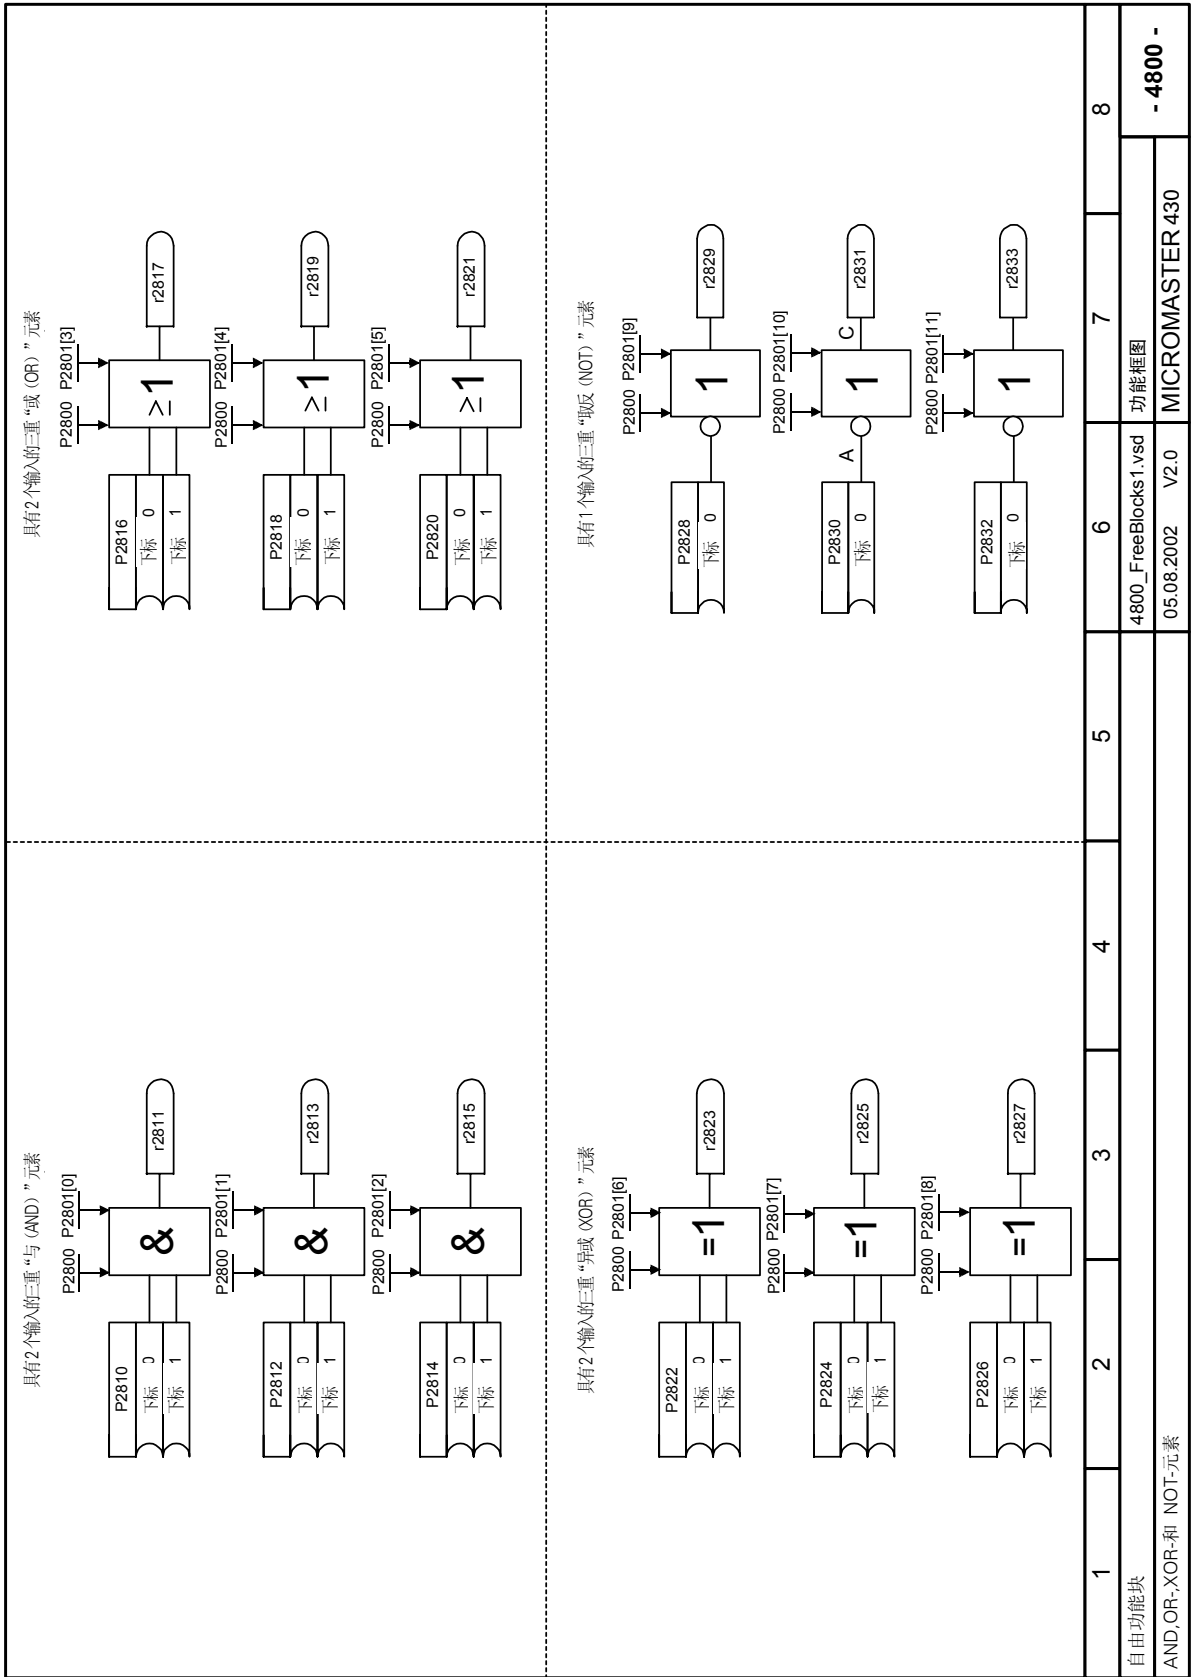 具有2个输入的三重“与 (AND) ”元素
P2800 P2801[0]
P2810
下标 0
下标 1
&
r2811
P2800 P2801[1]
P2812
下标 0
下标 1
&
r2813
P2800 P2801[2]
P2814
下标 0
下标 1
&
r2815
具有2个输入的三重“或 (OR) ”元素
P2800 P2801[3]
P2816
下标 0
下标 1
≥1
r2817
P2800 P2801[4]
P2818
下标 0
下标 1
≥1
r2819
P2800 P2801[5]
P2820
下标 0
下标 1
≥1
r2821
具有2个输入的三重“异或 (XOR) ”元素
P2800 P2801[6]
P2822
下标 0
下标 1
=1
r2823
P2800 P2801[7]
P2824
下标 0
下标 1
=1
r2825
P2800 P2801[8]
P2826
下标 0
下标 1
=1
r2827
具有1个输入的三重“取反 (NOT) ”元素
P2800 P2801[9]
P2828
下标 0
1
r2829
P2800 P2801[10]
P2830
下标 0
A
1
C
r2831
P2800 P2801[11]
P2832
下标 0
1
r2833
1 2 3 4 5 6 7 8
自由功能块
4800_FreeBlocks1.vsd
功能框图
- 4800 -
AND,OR-,XOR-和 NOT-元素
05.08.2002 V2.0
MICROMASTER 430